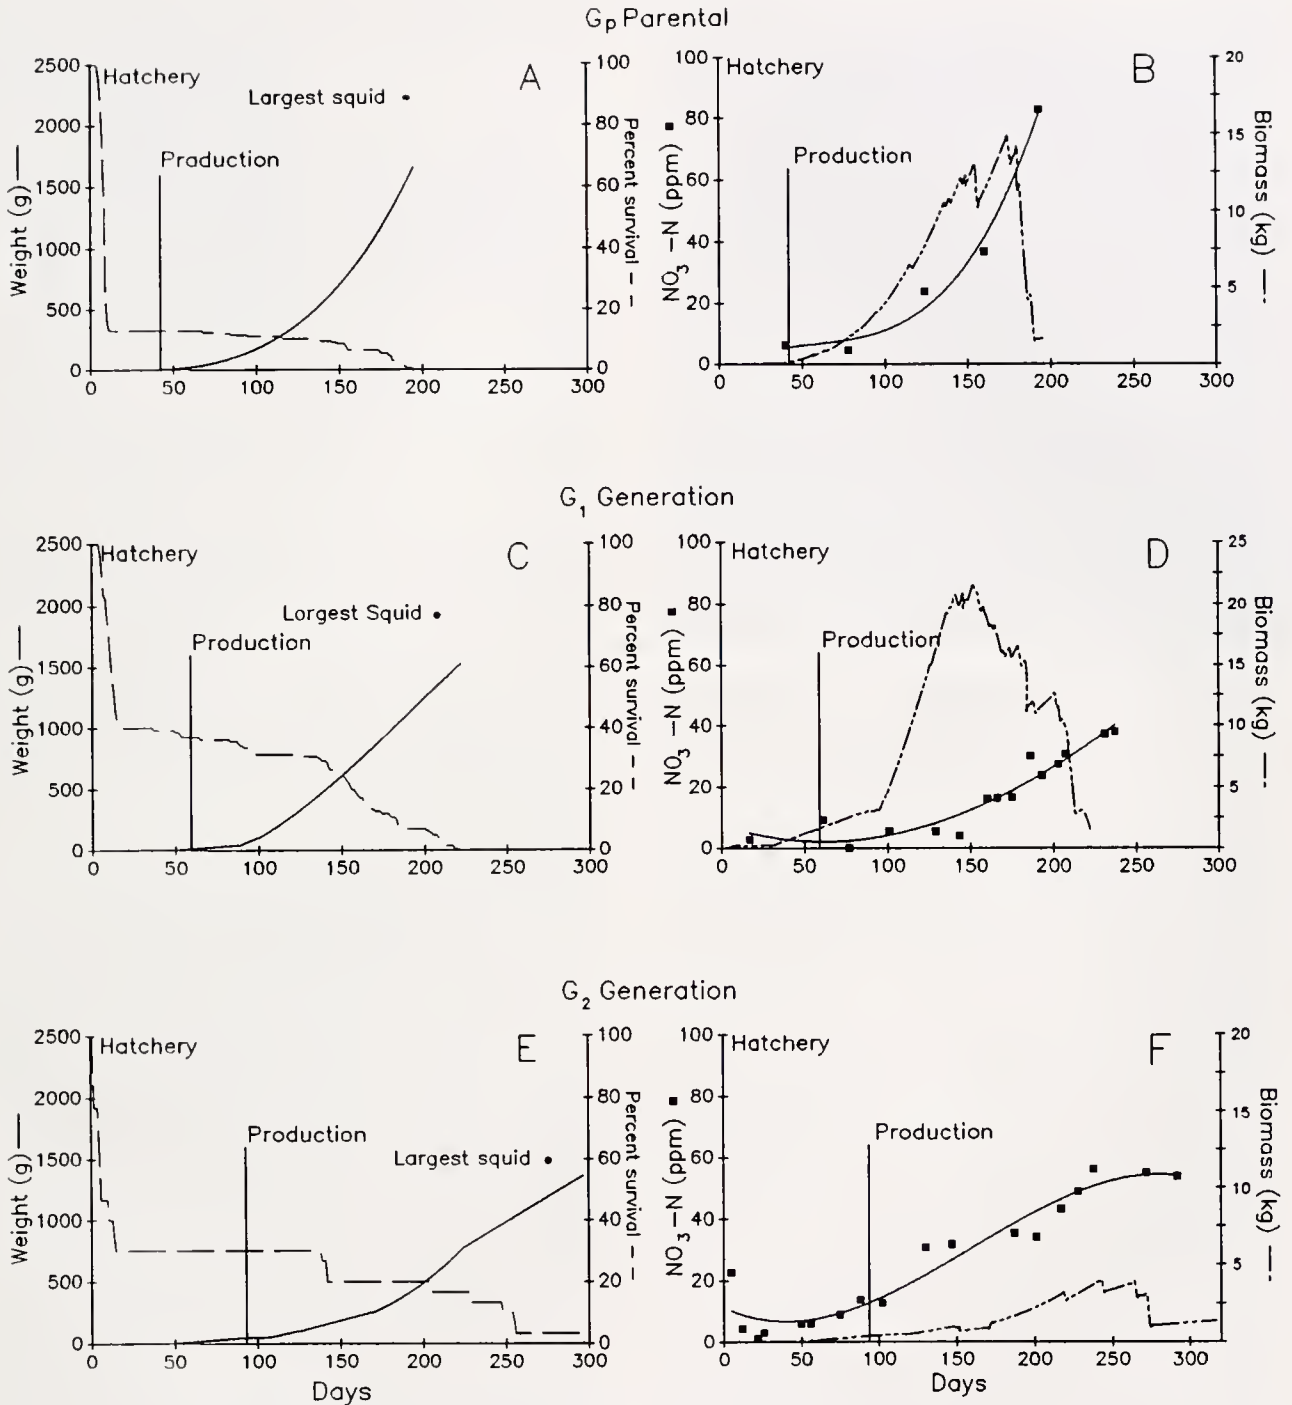 Gp Parental
Hatchery
A
Largest squid
Production
Weight (g)
Percent survival
2500
2000
1500
1000
500
0
0 50 100 150 200 250 300
100
80
60
40
20
0
Hatchery
B
Production
NO3 -N (ppm)
Biomass (kg)
100
80
60
40
20
0
0 50 100 150 200 250 300
20
15
10
5
G1 Generation
Hatchery
C
Lorgest Squid
Production
Weight (g)
Percent survival
2500
2000
1500
1000
500
0
0 50 100 150 200 250 300
100
80
60
40
20
0
Hatchery
D
Production
NO3 -N (ppm)
Biomass (kg)
100
80
60
40
20
0
0 50 100 150 200 250 300
25
20
15
10
5
G2 Generation
Hatchery
E
Production
Largest squid
Weight (g)
Percent survival
2500
2000
1500
1000
500
0
0 50 100 150 200 250 300
Days
100
80
60
40
20
0
Hatchery
F
Production
NO3 -N (ppm)
Biomass (kg)
100
80
60
40
20
0
0 50 100 150 200 250 300
Days
20
15
10
5